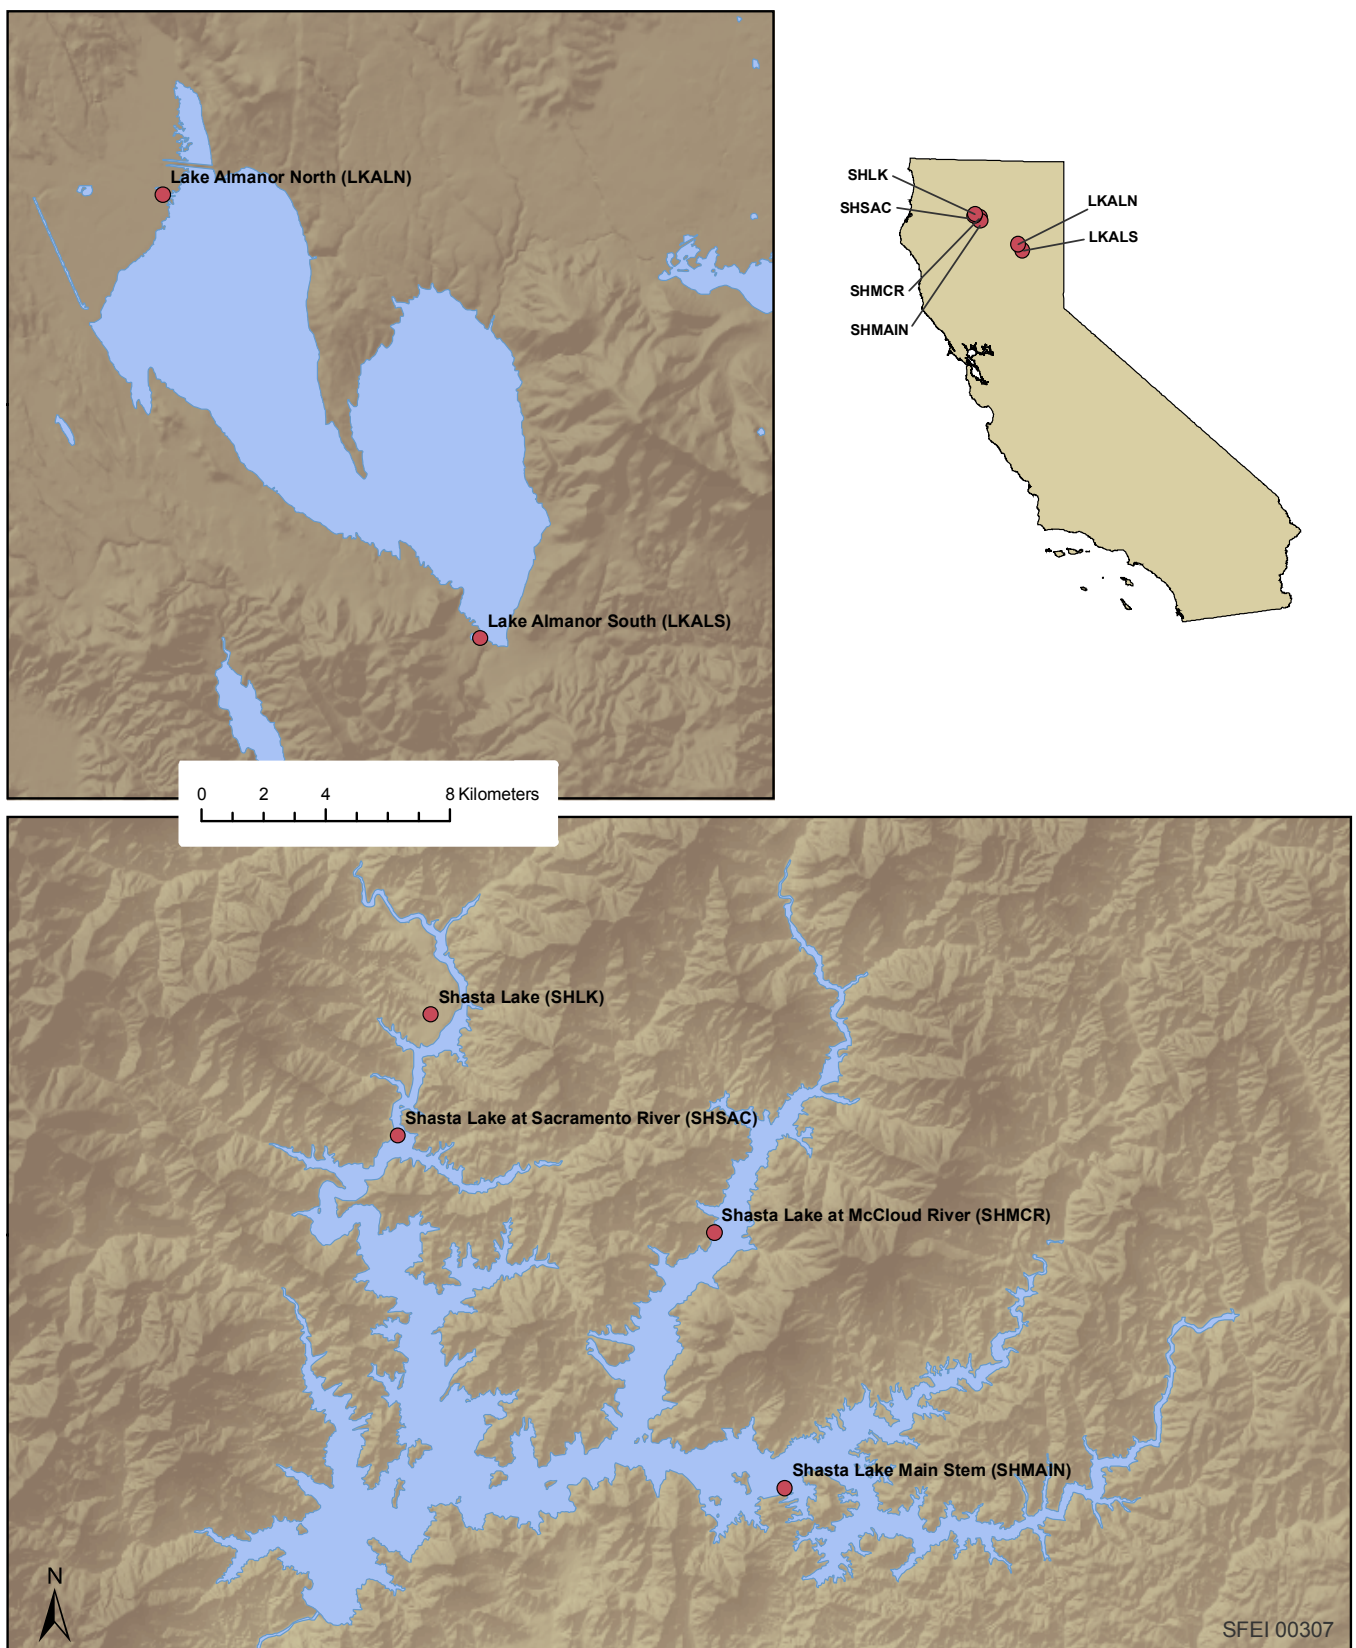 Lake Almanor North (LKALN)
Lake Almanor South (LKALS)
SHLK
SHSAC
LKALN
LKALS
SHMCR
SHMAIN
0 2 4 8 Kilometers
Shasta Lake (SHLK)
Shasta Lake at Sacramento River (SHSAC)
Shasta Lake at McCloud River (SHMCR)
Shasta Lake Main Stem (SHMAIN)
N
SFEI 00307